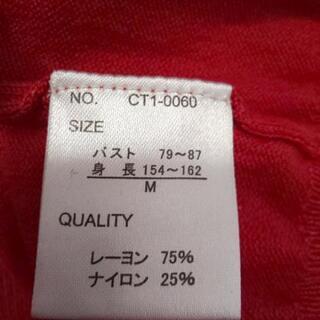 NO. CT1-0060
SIZE
バスト 79～87
身長 154～162
M
QUALITY
レーヨン 75%
ナイロン 25%